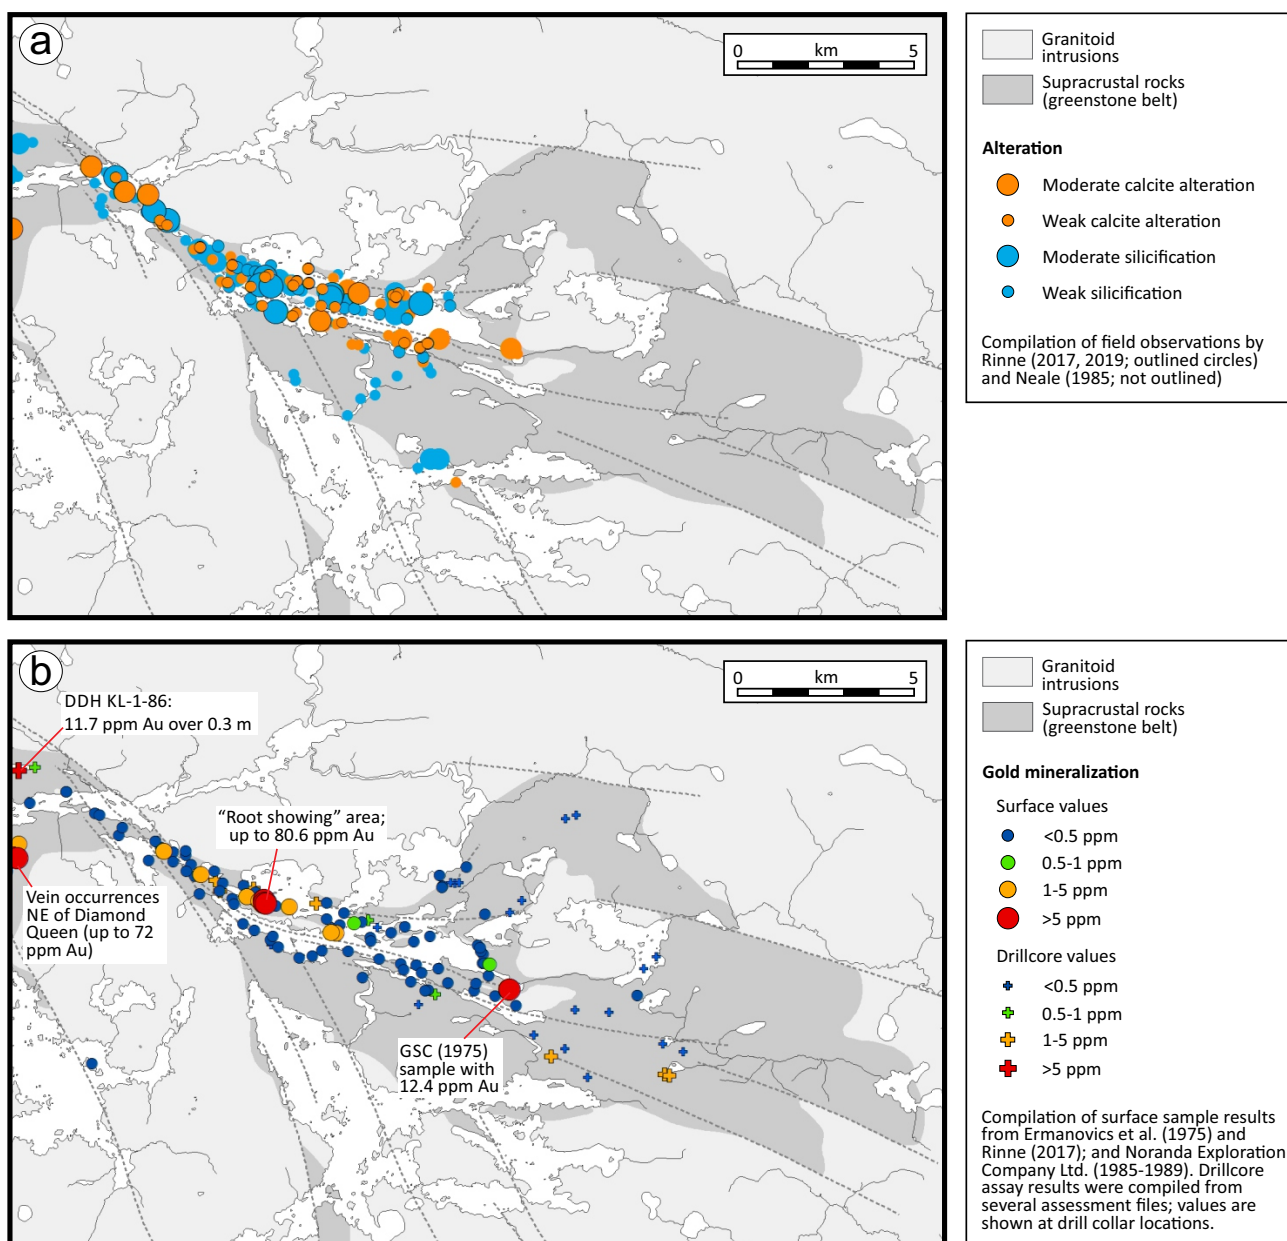 a
0 km 5
Granitoid
intrusions
Supracrustal rocks
(greenstone belt)
Alteration
Moderate calcite alteration
Weak calcite alteration
Moderate silicification
Weak silicification
Compilation of field observations by
Rinne (2017, 2019; outlined circles)
and Neale (1985; not outlined)
b
0 km 5
DDH KL-1-86:
11.7 ppm Au over 0.3 m
“Root showing” area;
up to 80.6 ppm Au
Vein occurrences
NE of Diamond
Queen (up to 72
ppm Au)
GSC (1975)
sample with
12.4 ppm Au
Granitoid
intrusions
Supracrustal rocks
(greenstone belt)
Gold mineralization
Surface values
<0.5 ppm
0.5-1 ppm
1-5 ppm
>5 ppm
Drillcore values
<0.5 ppm
0.5-1 ppm
1-5 ppm
>5 ppm
Compilation of surface sample results
from Ermanovics et al. (1975) and
Rinne (2017); and Noranda Exploration
Company Ltd. (1985-1989). Drillcore
assay results were compiled from
several assessment files; values are
shown at drill collar locations.